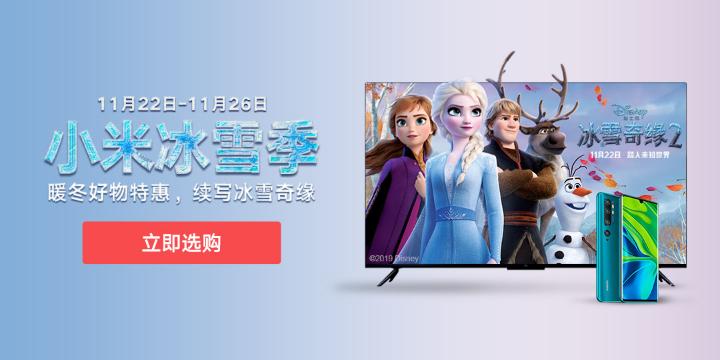 11月22日-11月26日
小米冰雪季
暖冬好物特惠，续写冰雪奇缘
立即选购
Disney
冰雪奇缘2
11月22日 踏入未知世界
©2019 Disney